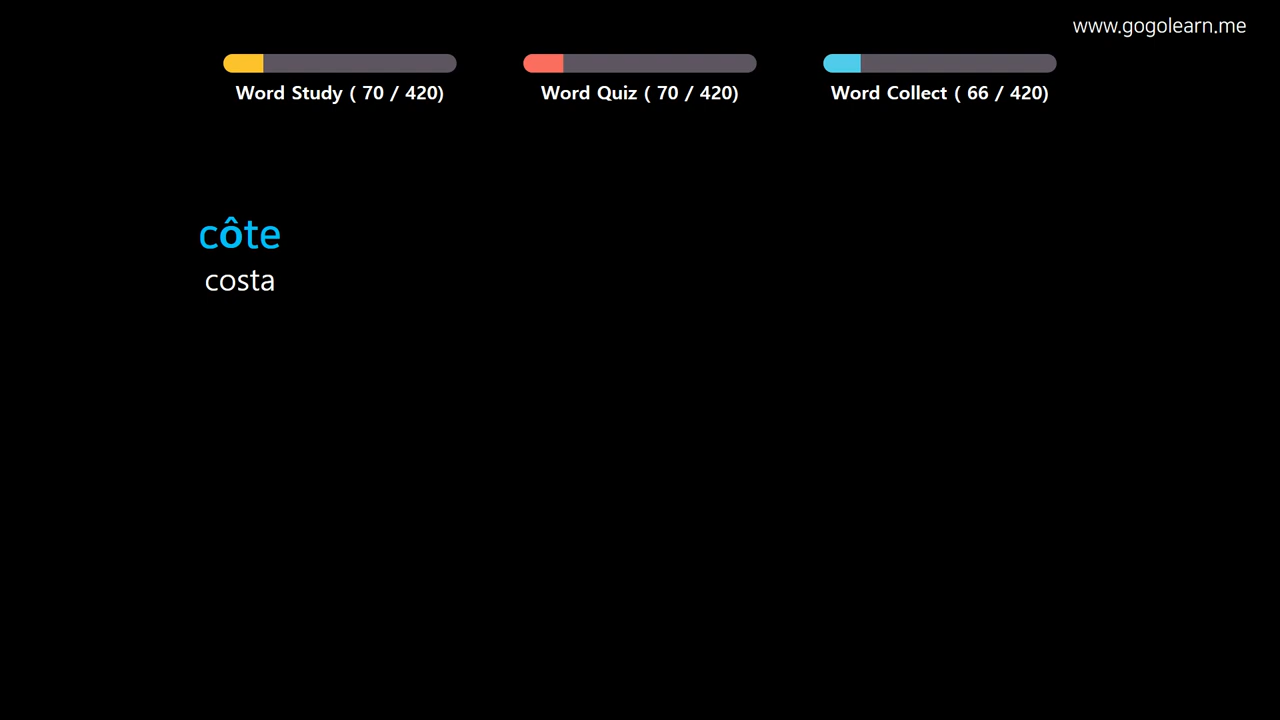 www.gogolearn.me
Word Study ( 70 / 420)
Word Quiz ( 70 / 420)
Word Collect ( 66 / 420)
côte
costa